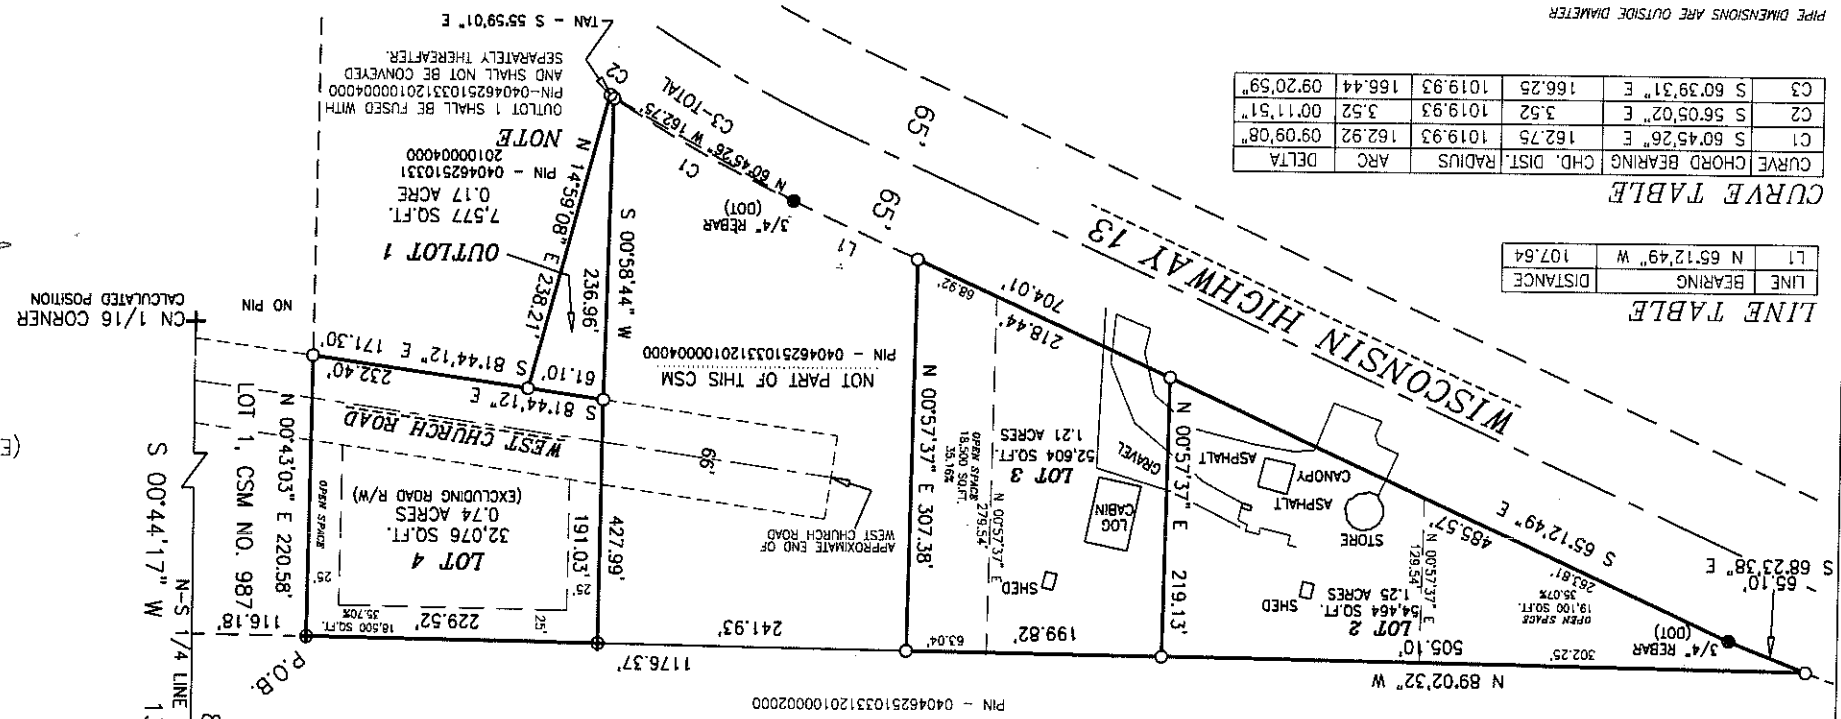 PIPE DIMENSIONS ARE OUTSIDE DIAMETER
CURVE TABLE
CURVE CHORD BEARING CHD. DIST. RADIUS ARC DELTA
C1 S 60°45'26" E 162.75 1019.93 162.92 09°09'08"
C2 S 56°05'02" E 3.52 1019.93 3.52 00°11'51"
C3 S 60°39'31" E 166.25 1019.93 166.44 09°20'59"
LINE TABLE
LINE BEARING DISTANCE
L1 N 65°12'49" W 107.64
WISCONSIN HIGHWAY 13
65'
65'
TAN - S 55°59'01" E
NOTE
OUTLOT 1 SHALL BE FUSED WITH
PIN-040462510331201000004000
AND SHALL NOT BE CONVEYED
SEPARATELY THEREAFTER.
OUTLOT 1
7,577 SQ.FT.
0.17 ACRE
PIN - 040462510331
201000004000
C2
C3-TOTAL
N 60°45'26" W 162.75'
C1
3/4" REBAR
(DOT)
L1
N 14°59'08" E 238.21'
S 00°58'44" W
236.96'
NO PIN
CN 1/16 CORNER
CALCULATED POSITION
S 81°44'12" E 171.30'
61.10'
S 81°44'12" E
232.40'
WEST CHURCH ROAD
66'
APPROXIMATE END OF
WEST CHURCH ROAD
NOT PART OF THIS CSM
PIN - 040462510331201000004000
LOT 1, CSM NO. 987
N 00°43'03" E 220.58'
S 00°44'17" W
N-S 1/4 LINE
116.18'
P.O.B.
LOT 4
32,076 SQ.FT.
0.74 ACRES
(EXCLUDING ROAD R/W)
OPEN SPACE
25'
18,500 SQ.FT.
35.70%
25'
25'
191.03'
427.99'
229.52'
241.93'
1176.37'
N 00°57'37" E 307.38'
LOT 3
52,604 SQ.FT.
1.21 ACRES
OPEN SPACE
18,500 SQ.FT.
35.16%
N 00°57'37" E
279.54'
68.92'
704.01'
218.44'
63.04'
199.82'
SHED
LOG
CABIN
GRAVEL
N 00°57'37" E 219.13'
ASPHALT
CANOPY
ASPHALT
STORE
SHED
LOT 2
54,464 SQ.FT.
1.25 ACRES
N 00°57'37" E
129.54'
OPEN SPACE
19,100 SQ.FT.
35.07%
485.57'
S 65°12'49" E
263.81'
302.25'
505.10'
3/4" REBAR
(DOT)
65.10'
S 68°23'38" E
N 89°02'32" W
PIN - 040462510331201000002000
(E